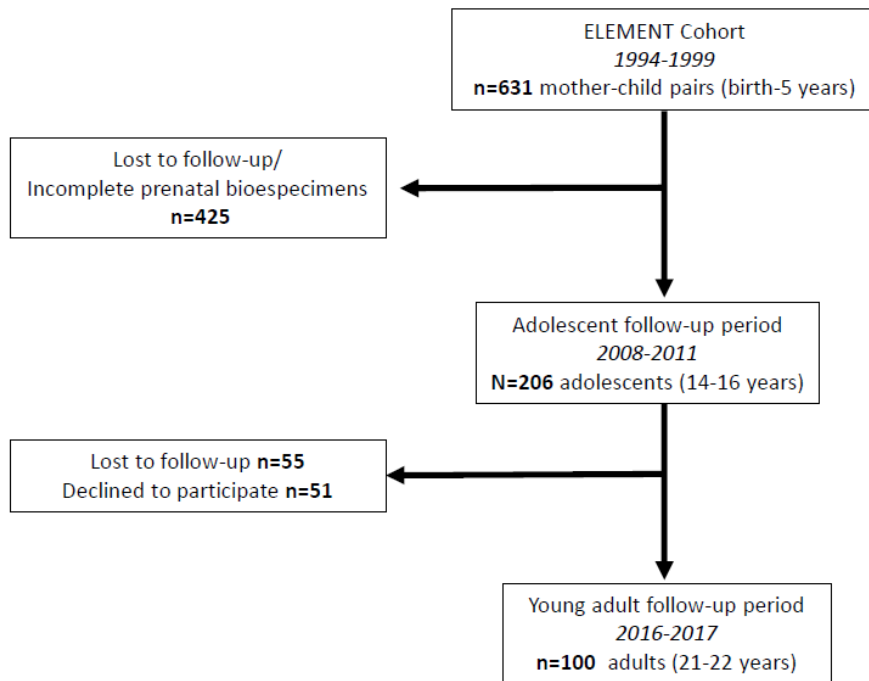 ELEMENT Cohort
1994-1999
n=631 mother-child pairs (birth-5 years)
Lost to follow-up/
Incomplete prenatal bioespecimens
n=425
Adolescent follow-up period
2008-2011
N=206 adolescents (14-16 years)
Lost to follow-up n=55
Declined to participate n=51
Young adult follow-up period
2016-2017
n=100 adults (21-22 years)